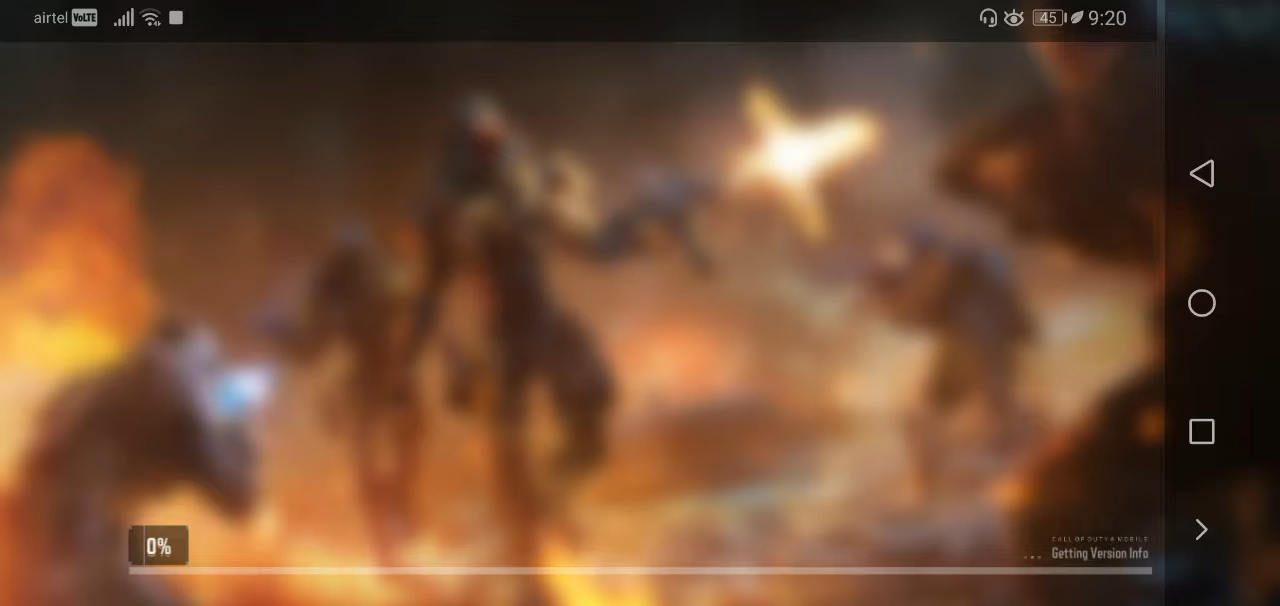 airtel VoLTE
45 9:20
0%
CALL OF DUTY MOBILE
Getting Version Info